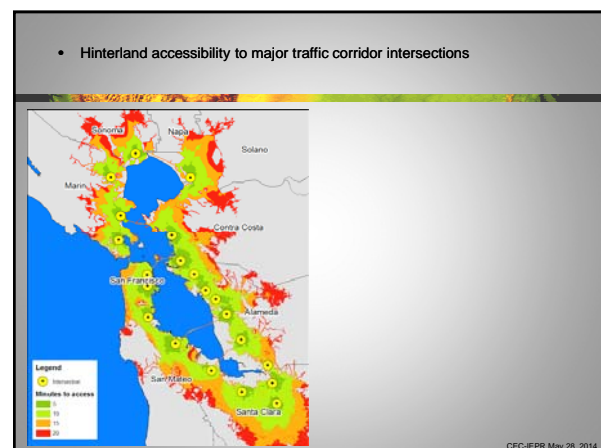 • Hinterland accessibility to major traffic corridor intersections
Sonoma
Napa
Solano
Marin
Contra Costa
San Francisco
Alameda
San Mateo
Santa Clara
Legend
Intersection
Minutes to access
5
10
15
20
CEC-IEPR May 28, 2014